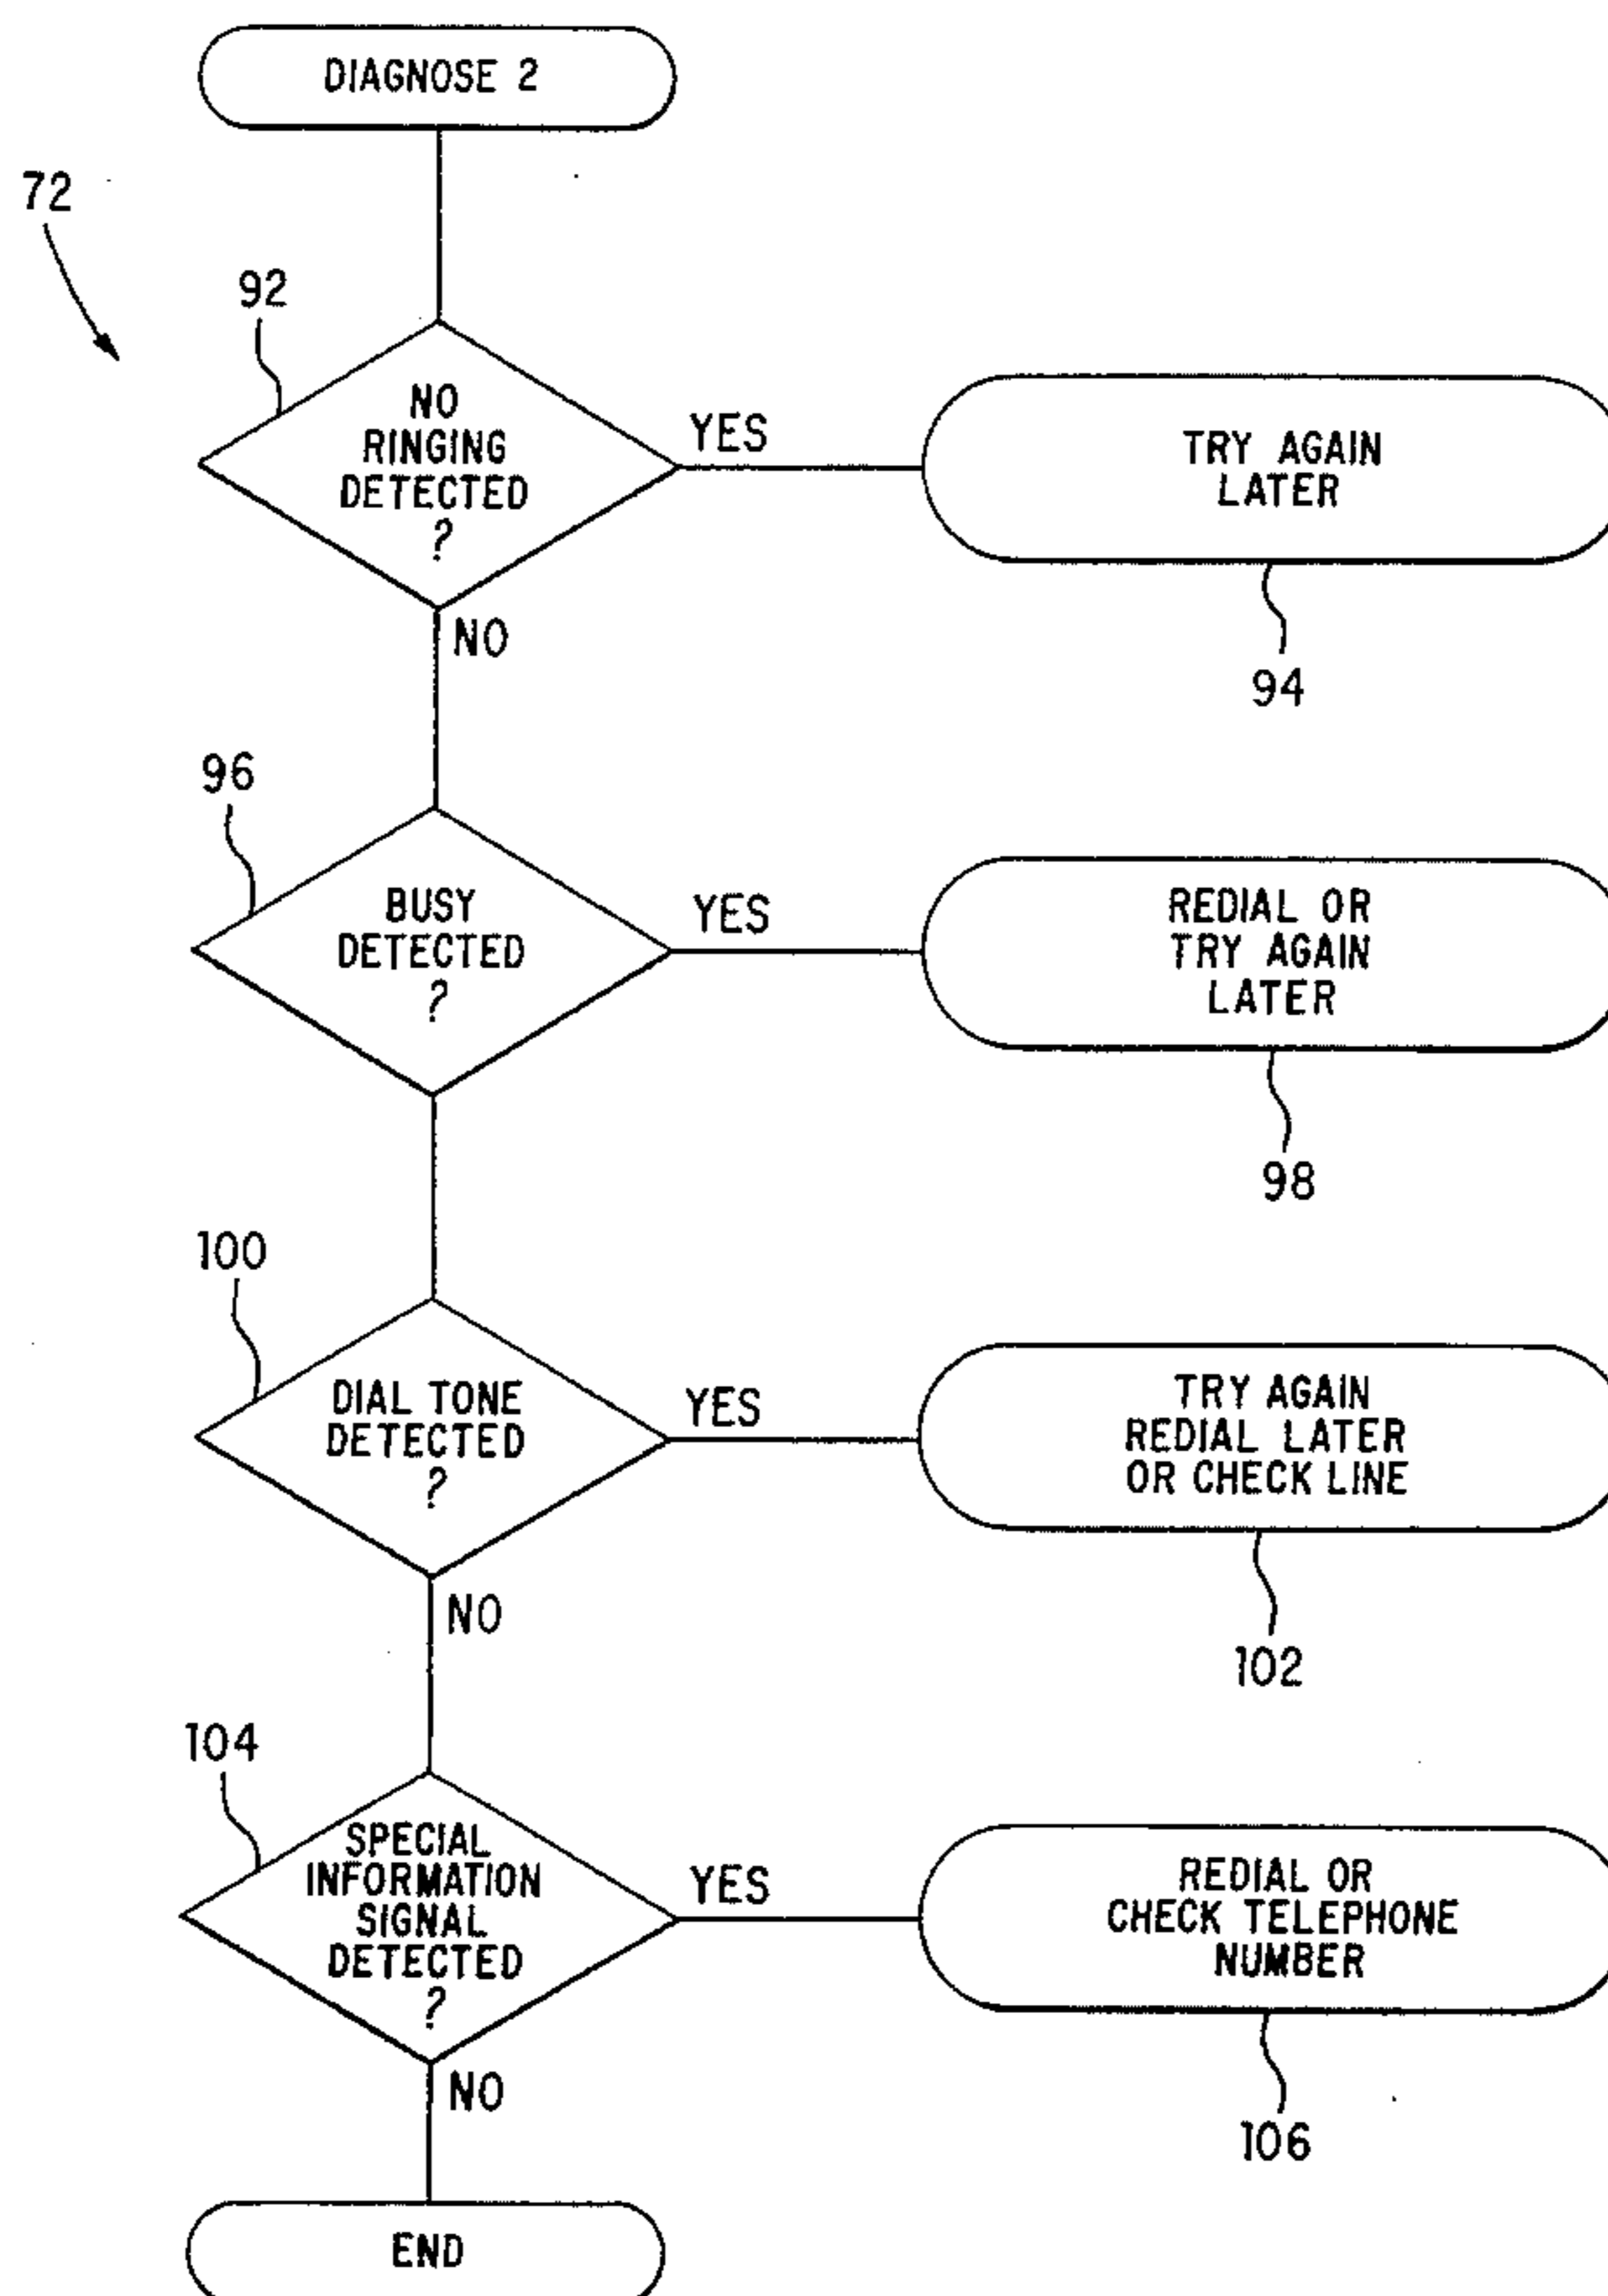 DIAGNOSE 2
72
92
NO
RINGING
DETECTED
?
YES
TRY AGAIN
LATER
94
NO
96
BUSY
DETECTED
?
YES
REDIAL OR
TRY AGAIN
LATER
98
100
DIAL TONE
DETECTED
?
YES
TRY AGAIN
REDIAL LATER
OR CHECK LINE
102
NO
104
SPECIAL
INFORMATION
SIGNAL
DETECTED
?
YES
REDIAL OR
CHECK TELEPHONE
NUMBER
106
NO
END